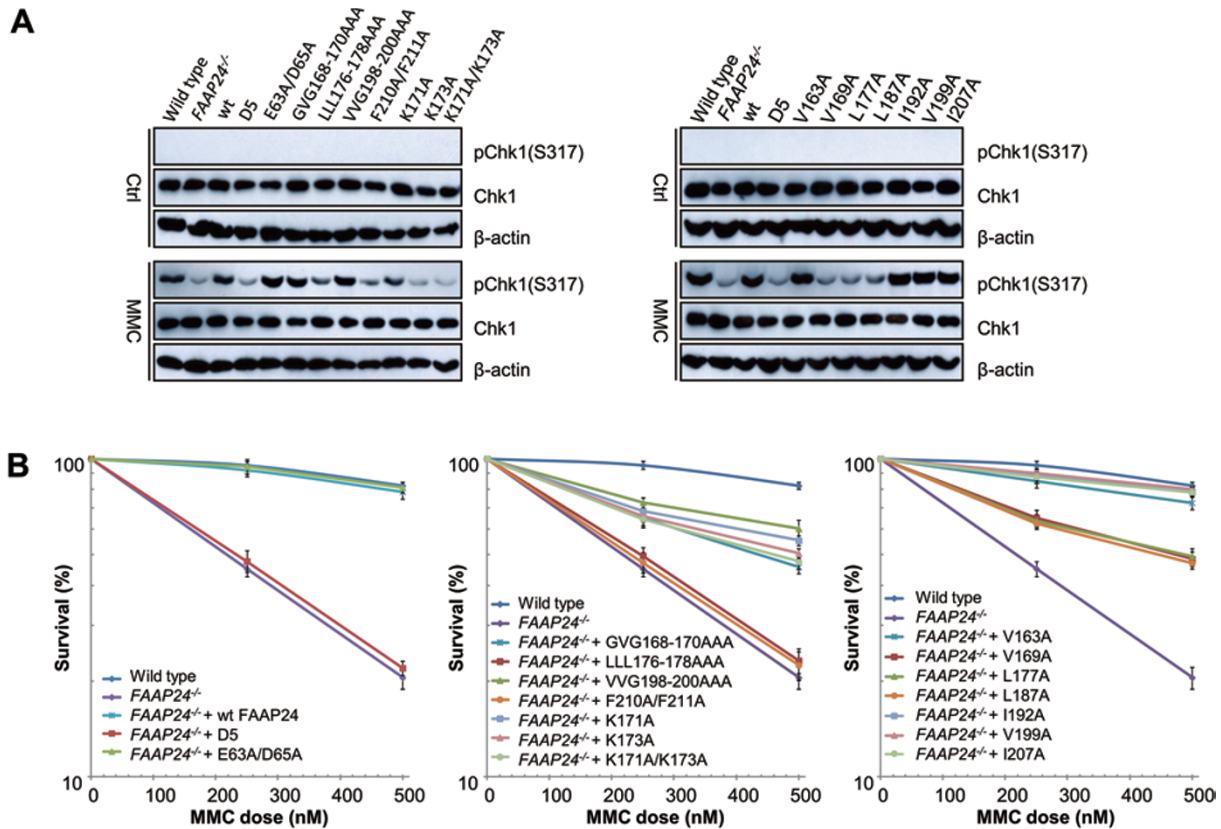 A
Wild type
FAAP24-/-
wt
D5
E63A/D65A
GVG168-170AAA
LLL176-178AAA
VVG198-200AAA
F210A/F211A
K171A
K173A
K171A/K173A
Ctrl
pChk1(S317)
Chk1
β-actin
MMC
pChk1(S317)
Chk1
β-actin
Wild type
FAAP24-/-
wt
D5
V163A
V169A
L177A
L187A
I192A
V199A
I207A
Ctrl
pChk1(S317)
Chk1
β-actin
MMC
pChk1(S317)
Chk1
β-actin
B
Survival (%)
100
10
Wild type
FAAP24-/-
FAAP24-/- + wt FAAP24
FAAP24-/- + D5
FAAP24-/- + E63A/D65A
0 100 200 300 400 500
MMC dose (nM)
Survival (%)
100
10
Wild type
FAAP24-/-
FAAP24-/- + GVG168-170AAA
FAAP24-/- + LLL176-178AAA
FAAP24-/- + VVG198-200AAA
FAAP24-/- + F210A/F211A
FAAP24-/- + K171A
FAAP24-/- + K173A
FAAP24-/- + K171A/K173A
0 100 200 300 400 500
MMC dose (nM)
Survival (%)
100
10
Wild type
FAAP24-/-
FAAP24-/- + V163A
FAAP24-/- + V169A
FAAP24-/- + L177A
FAAP24-/- + L187A
FAAP24-/- + I192A
FAAP24-/- + V199A
FAAP24-/- + I207A
0 100 200 300 400 500
MMC dose (nM)